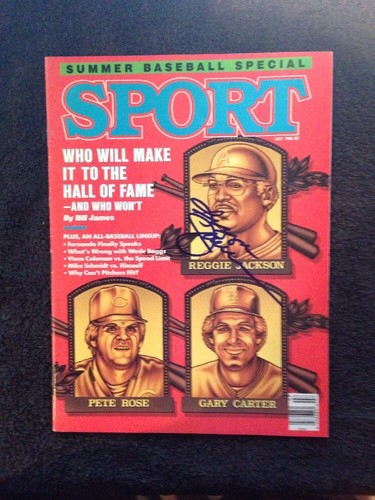 SUMMER BASEBALL SPECIAL
SPORT
WHO WILL MAKE
IT TO THE
HALL OF FAME
—AND WHO WON'T
By Bill James
PLUS, AN ALL-BASEBALL LINEUP:
• Fernando Finally Speaks
• What's Wrong with Wade Boggs
• Vince Coleman vs. the Speed Limit
• Mike Schmidt vs. Himself
• Why Can't Pitchers Hit?
REGGIE JACKSON
PETE ROSE
GARY CARTER